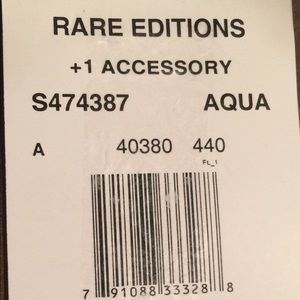 RARE EDITIONS
+1 ACCESSORY
S474387 AQUA
A 40380 440
FL_1
7 91088 33328 8